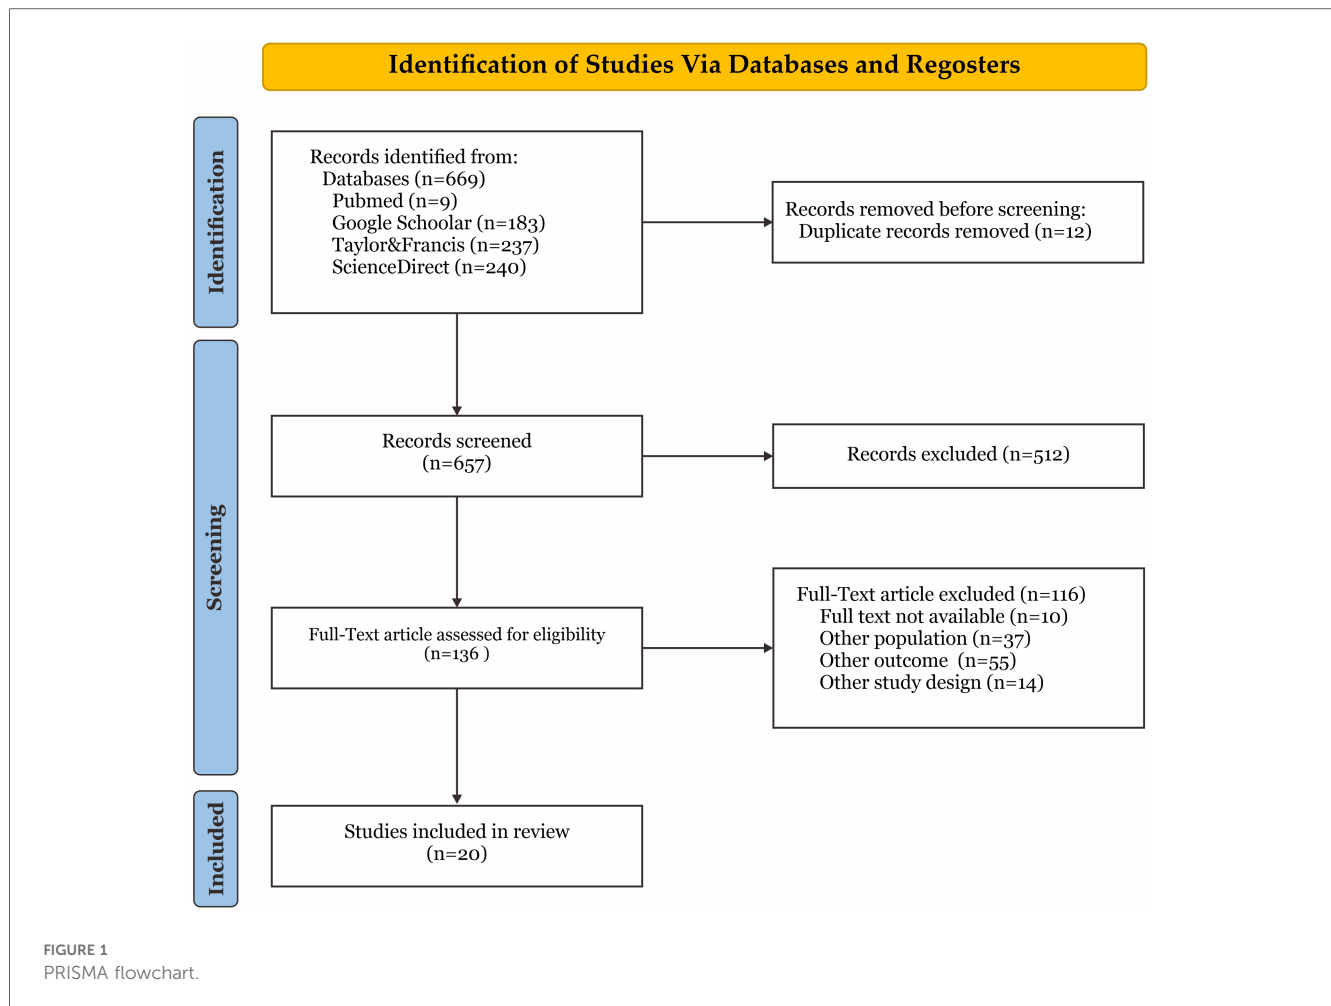 Identification of Studies Via Databases and Regosters
Identification
Records identified from:
Databases (n=669)
Pubmed (n=9)
Google Schoolar (n=183)
Taylor&Francis (n=237)
ScienceDirect (n=240)
Records removed before screening:
Duplicate records removed (n=12)
Screening
Records screened
(n=657)
Records excluded (n=512)
Full-Text article assessed for eligibility
(n=136 )
Full-Text article excluded (n=116)
Full text not available (n=10)
Other population (n=37)
Other outcome  (n=55)
Other study design (n=14)
Included
Studies included in review
(n=20)
FIGURE 1
PRISMA flowchart.